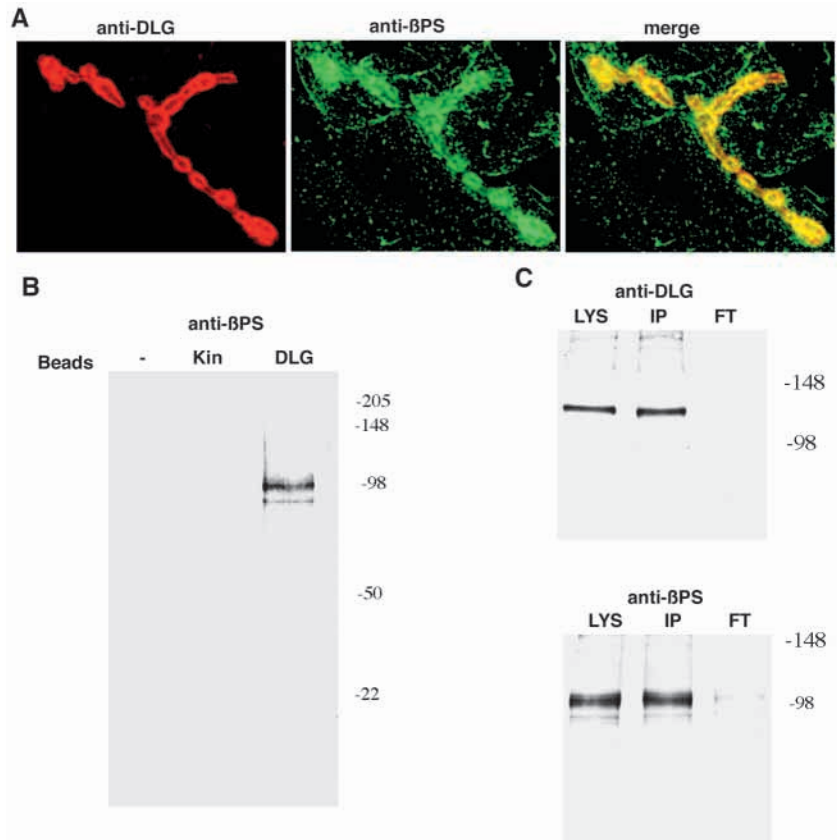 A
anti-DLG anti-ßPS merge
B
anti-ßPS
Beads - Kin DLG
-205
-148
-98
-50
-22
C
anti-DLG
LYS IP FT
-148
-98
anti-ßPS
LYS IP FT
-148
-98